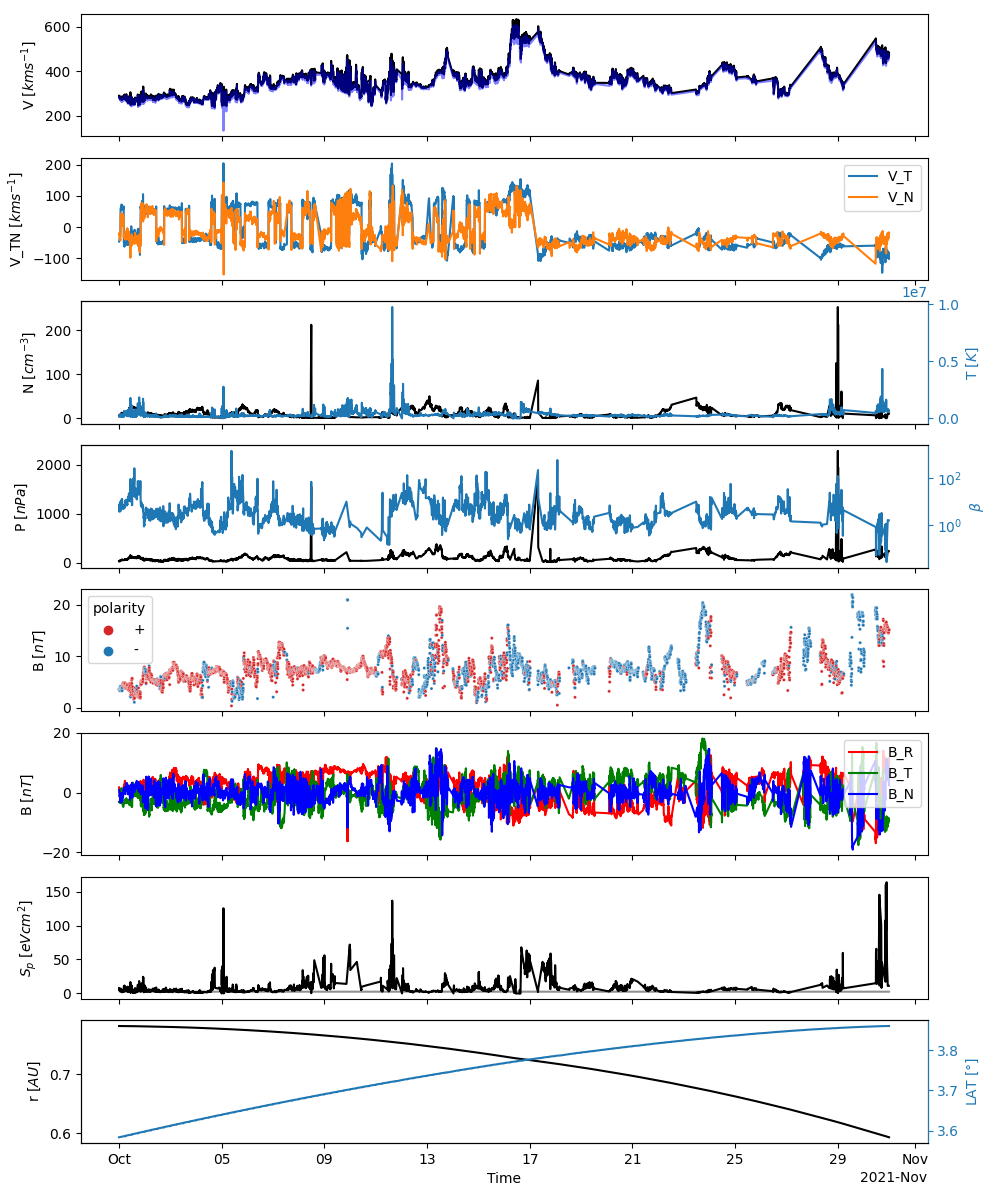 600
400
200
V [kms⁻¹]
200
100
0
−100
V_TN [kms⁻¹]
V_T
V_N
200
100
0
N [cm⁻³]
1e7
1.0
0.5
0.0
T [K]
2000
1000
0
P [nPa]
10²
10⁰
β
20
10
0
B [nT]
polarity
+
-
20
0
−20
B [nT]
B_R
B_T
B_N
150
100
50
0
Sₚ [eVcm²]
0.7
0.6
r [AU]
3.8
3.7
3.6
LAT [°]
Oct 05 09 13 17 21 25 29 Nov
Time
2021-Nov